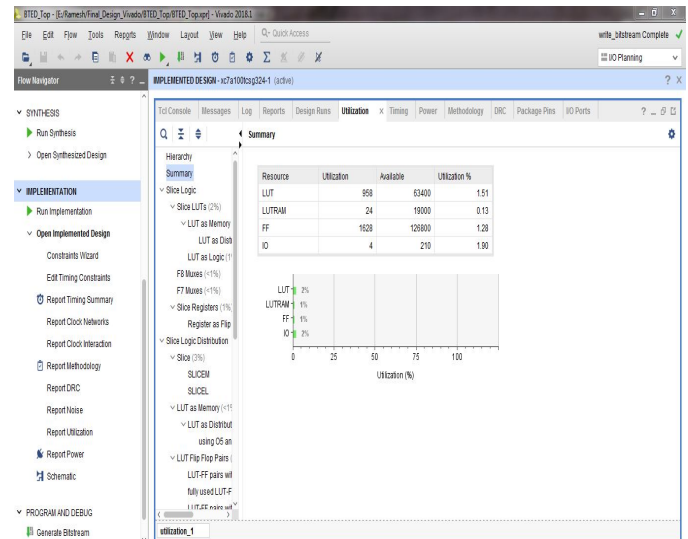 BTED_Top - [E:/Ramesh/Final_Design_Vivado/BTED_Top/BTED_Top.xpr] - Vivado 2018.1
File Edit Flow Tools Reports Window Layout View Help Q- Quick Access write_bitstream Complete
I/O Planning
Flow Navigator ? IMPLEMENTED DESIGN - xc7a100tcsg324-1 (active) ? X
SYNTHESIS
Run Synthesis
Open Synthesized Design
IMPLEMENTATION
Run Implementation
Open Implemented Design
Constraints Wizard
Edit Timing Constraints
Report Timing Summary
Report Clock Networks
Report Clock Interaction
Report Methodology
Report DRC
Report Noise
Report Utilization
Report Power
Schematic
PROGRAM AND DEBUG
Generate Bitstream
Tcl Console Messages Log Reports Design Runs Utilization x Timing Power Methodology DRC Package Pins I/O Ports ?
Summary
Hierarchy
Summary
Slice Logic
Slice LUTs (2%)
LUT as Memory
LUT as Distr
LUT as Logic (1
F8 Muxes (<1%)
F7 Muxes (<1%)
Slice Registers (1%)
Register as Flip
Slice Logic Distribution
Slice (3%)
SLICEM
SLICEL
LUT as Memory (<1%
LUT as Distribut
using O5 an
LUT Flip Flop Pairs (
LUT-FF pairs wit
fully used LUT-F
LUT-FF pairs wit
Resource Utilization Available Utilization %
LUT 958 63400 1.51
LUTRAM 24 19000 0.13
FF 1628 126800 1.28
IO 4 210 1.90
LUT 2%
LUTRAM 1%
FF 1%
IO 2%
0 25 50 75 100
Utilization (%)
utilization_1